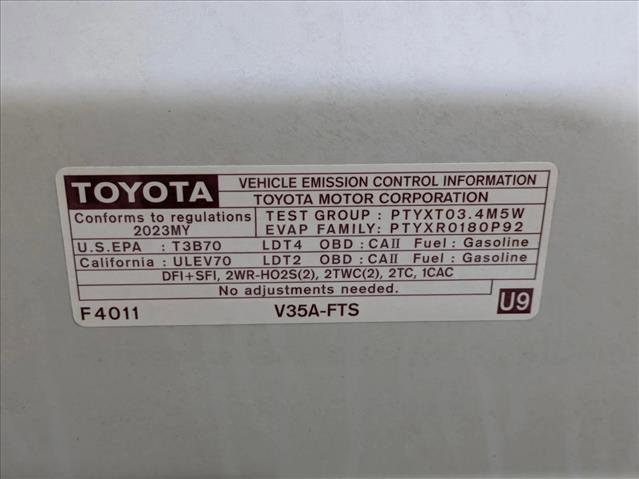 TOYOTA
VEHICLE EMISSION CONTROL INFORMATION
TOYOTA MOTOR CORPORATION
Conforms to regulations
2023MY
TEST GROUP : PTYXT03.4M5W
EVAP FAMILY: PTYXR0180P92
U.S.EPA : T3B70 LDT4 OBD : CAII Fuel : Gasoline
California : ULEV70 LDT2 OBD : CAII Fuel : Gasoline
DFI+SFI, 2WR-HO2S(2), 2TWC(2), 2TC, 1CAC
No adjustments needed.
F4011 V35A-FTS U9